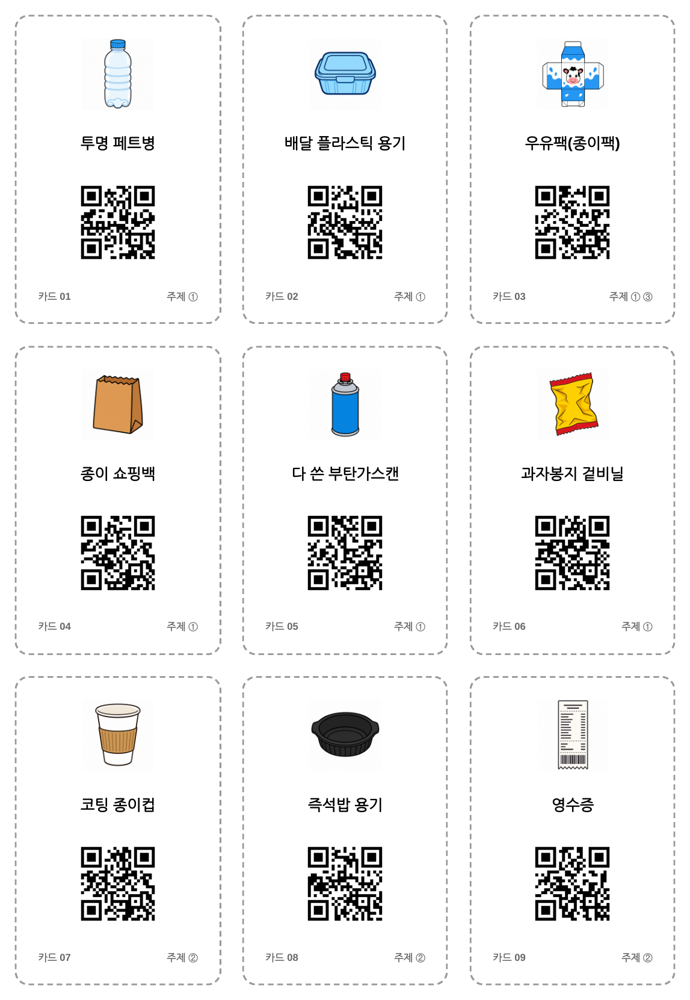 투명 페트병
카드 01 주제 ①
배달 플라스틱 용기
카드 02 주제 ①
우유팩(종이팩)
카드 03 주제 ① ③
종이 쇼핑백
카드 04 주제 ①
다 쓴 부탄가스캔
카드 05 주제 ①
과자봉지 겉비닐
카드 06 주제 ①
코팅 종이컵
카드 07 주제 ②
즉석밥 용기
카드 08 주제 ②
영수증
카드 09 주제 ②